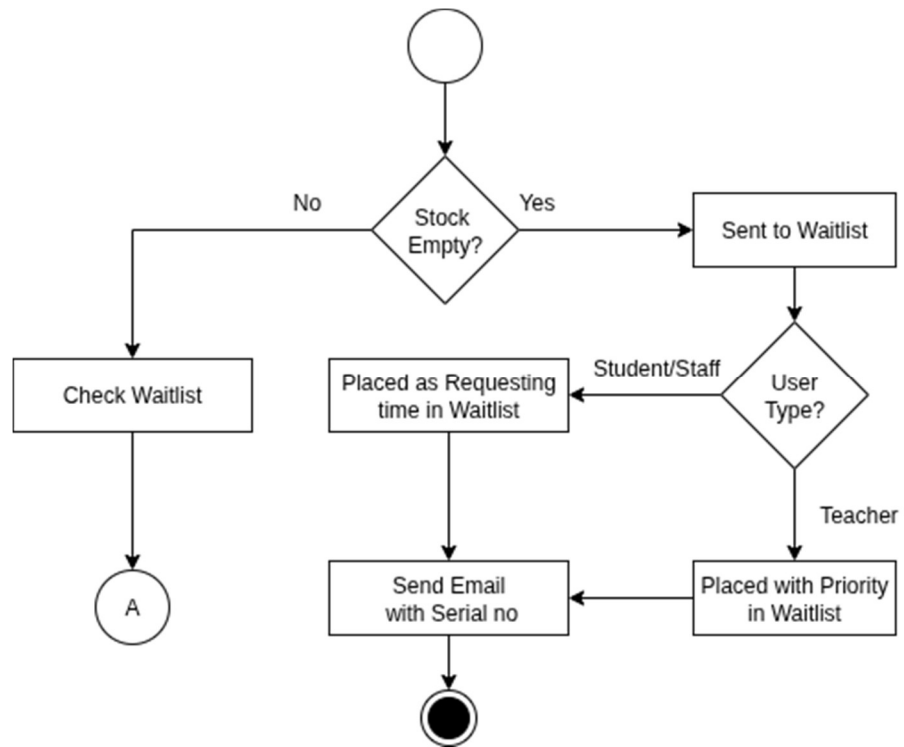 No
Yes
Stock
Empty?
Sent to Waitlist
Check Waitlist
Placed as Requesting
time in Waitlist
Student/Staff
User
Type?
Teacher
A
Send Email
with Serial no
Placed with Priority
in Waitlist